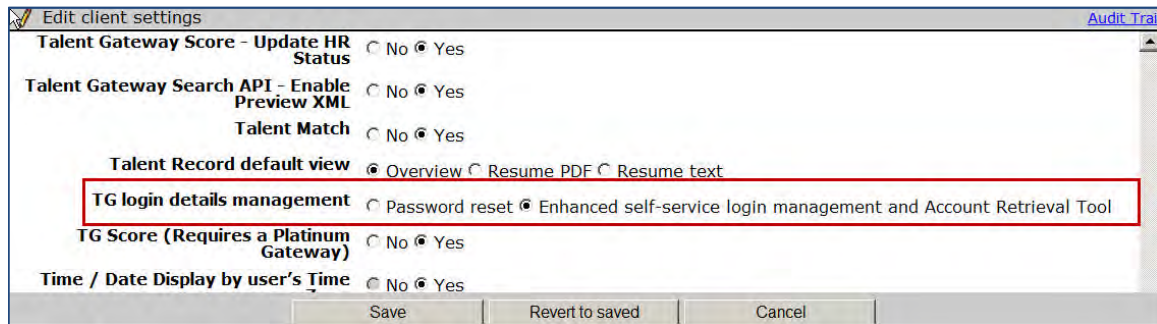 Edit client settings Audit Trai
Talent Gateway Score - Update HR Status No Yes
Talent Gateway Search API - Enable Preview XML No Yes
Talent Match No Yes
Talent Record default view Overview Resume PDF Resume text
TG login details management Password reset Enhanced self-service login management and Account Retrieval Tool
TG Score (Requires a Platinum Gateway) No Yes
Time / Date Display by user's Time No Yes
Save Revert to saved Cancel